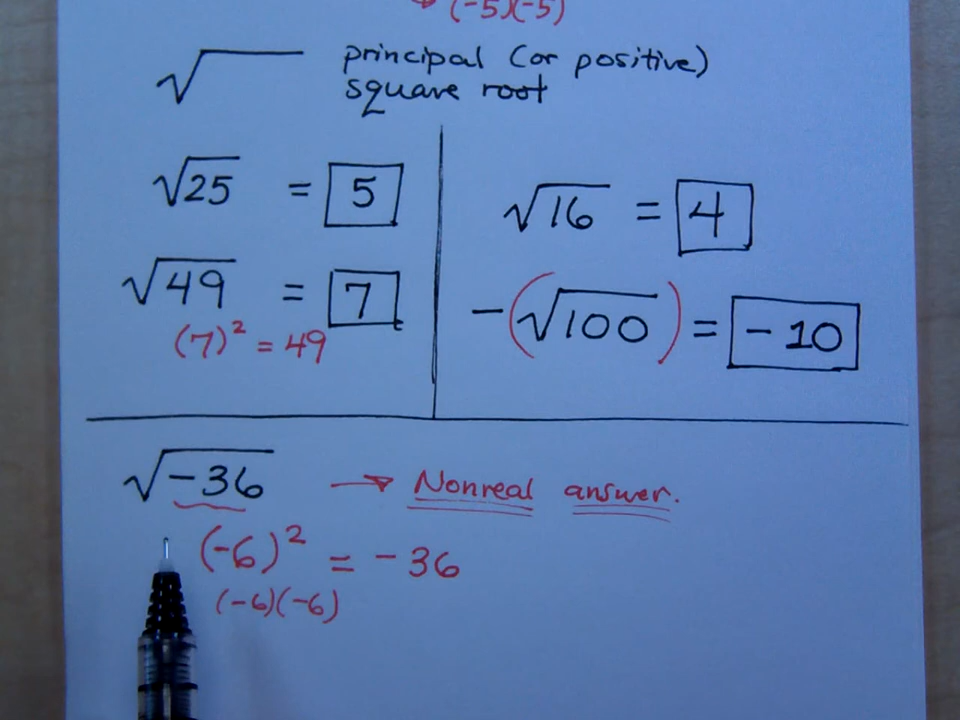 → (-5)(-5)
√ principal (or positive)
square root
√25 = 5
√49 = 7
(7)² = 49
√16 = 4
-(√100) = -10
√-36 → Nonreal answer.
(-6)² = -36
(-6)(-6)